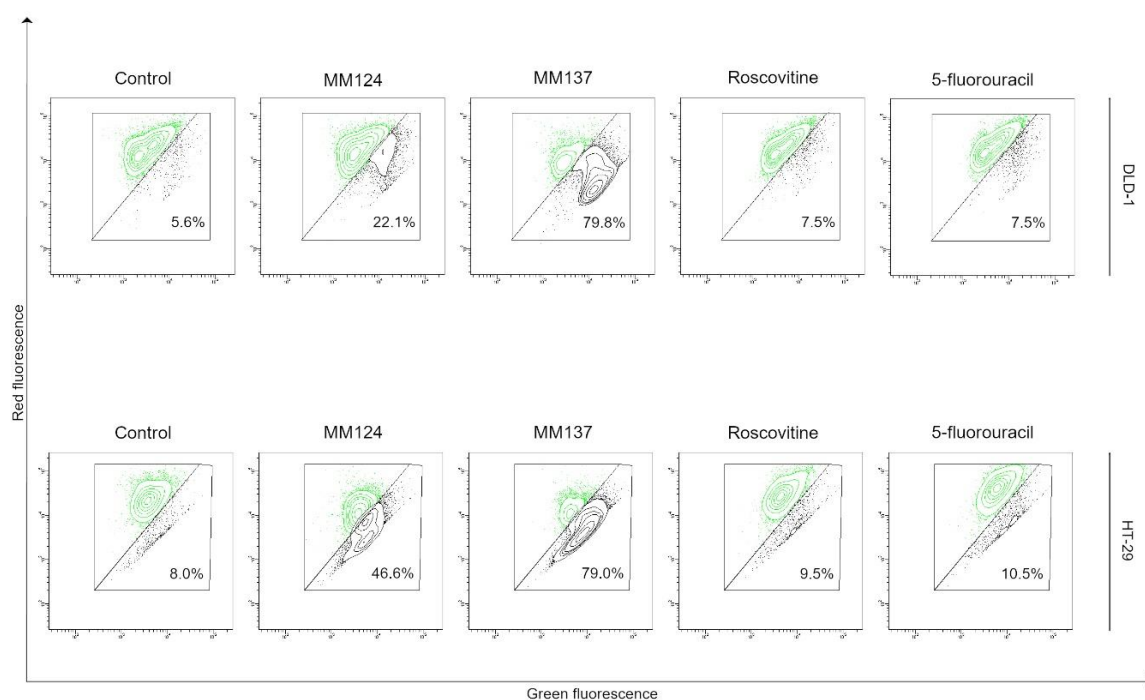 Control
MM124
MM137
Roscovitine
5-fluorouracil
5.6%
22.1%
79.8%
7.5%
7.5%
DLD-1
Red fluorescence
Control
MM124
MM137
Roscovitine
5-fluorouracil
8.0%
46.6%
79.0%
9.5%
10.5%
HT-29
Green fluorescence